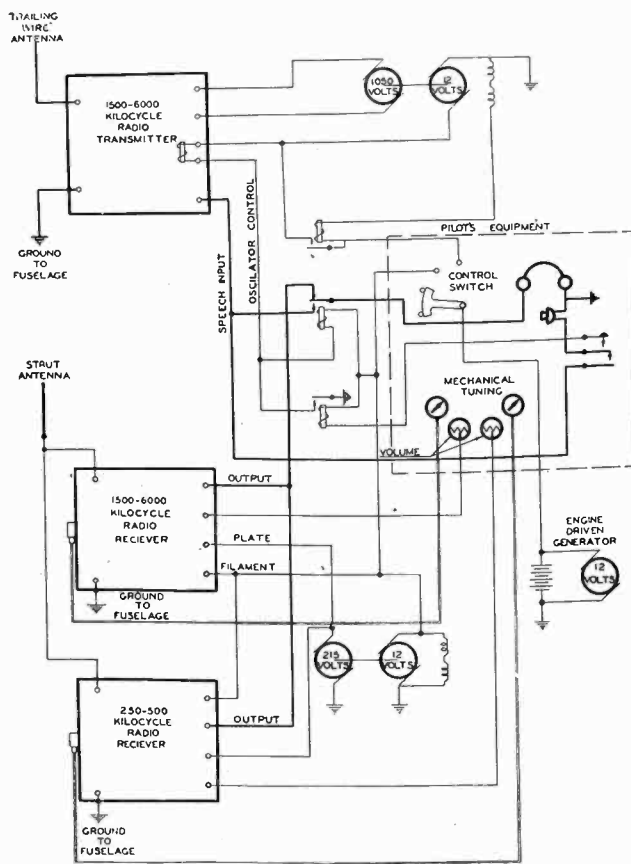 "TRAILING
WIRE"
ANTENNA
1500-6000
KILOCYCLE
RADIO
TRANSMITTER
GROUND
TO
FUSELAGE
1050
VOLTS
12
VOLTS
OSCILATOR CONTROL
SPEECH INPUT
PILOT'S EQUIPMENT
CONTROL
SWITCH
MECHANICAL
TUNING
VOLUME
STRUT
ANTENNA
1500-6000
KILOCYCLE
RADIO
RECIEVER
OUTPUT
PLATE
FILAMENT
GROUND
TO
FUSELAGE
ENGINE
DRIVEN
GENERATOR
12
VOLTS
215
VOLTS
12
VOLTS
250-500
KILOCYCLE
RADIO
RECIEVER
OUTPUT
GROUND
TO
FUSELAGE